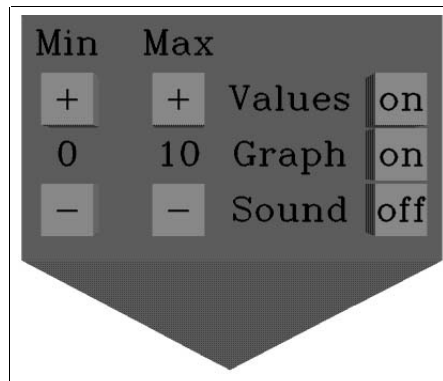 Min Max
+ + Values on
0 10 Graph on
− − Sound off